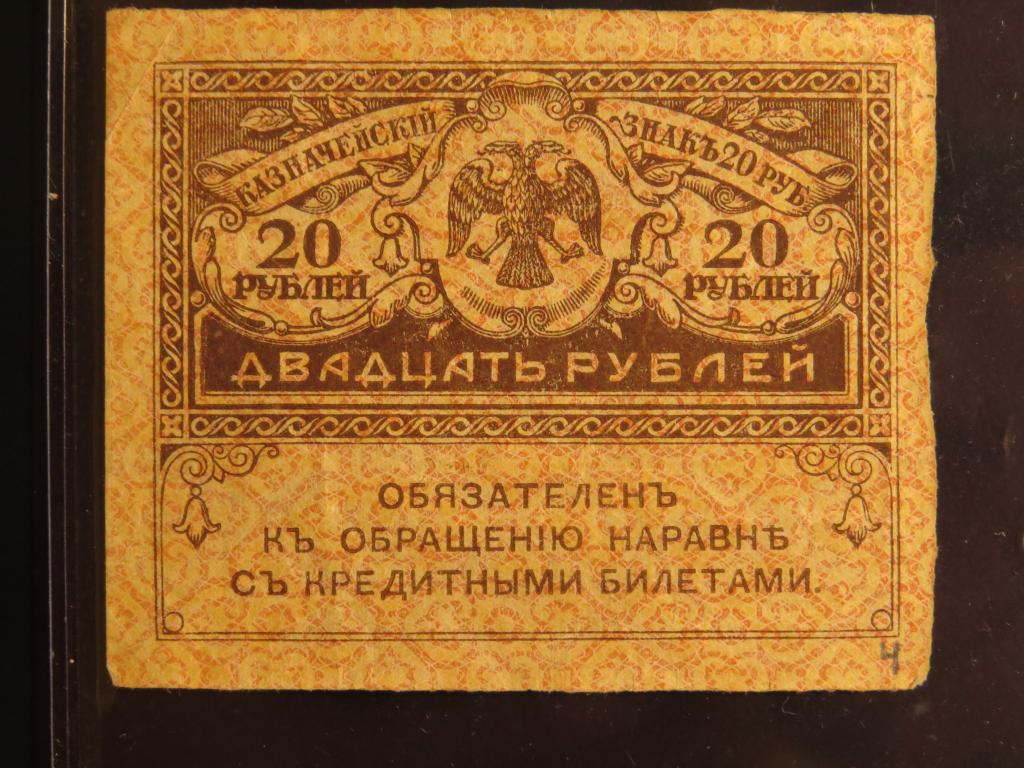 КАЗНАЧЕЙСКІЙ ЗНАКЪ 20 РУБ
20 РУБЛЕЙ
20 РУБЛЕЙ
ДВАДЦАТЬ РУБЛЕЙ
ОБЯЗАТЕЛЕНЪ
КЪ ОБРАЩЕНІЮ НАРАВНѢ
СЪ КРЕДИТНЫМИ БИЛЕТАМИ.
Ч